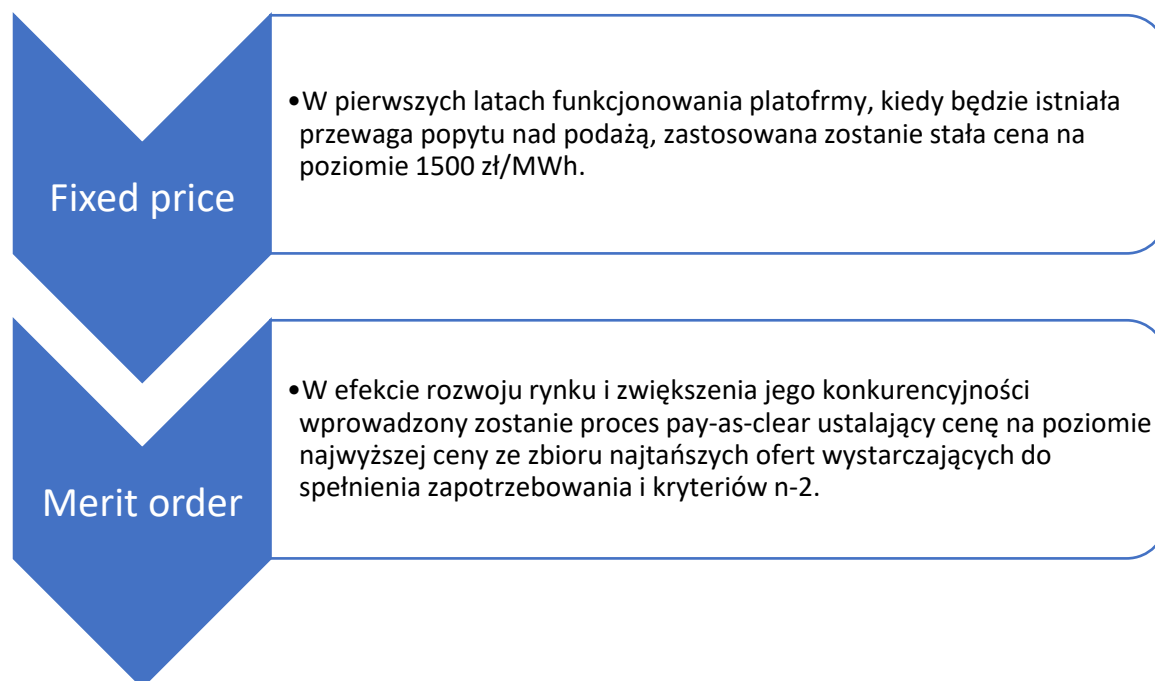 Fixed price
•W pierwszych latach funkcjonowania platofrmy, kiedy będzie istniała
przewaga popytu nad podażą, zastosowana zostanie stała cena na
poziomie 1500 zł/MWh.
Merit order
•W efekcie rozwoju rynku i zwiększenia jego konkurencyjności
wprowadzony zostanie proces pay-as-clear ustalający cenę na poziomie
najwyższej ceny ze zbioru najtańszych ofert wystarczających do
spełnienia zapotrzebowania i kryteriów n-2.